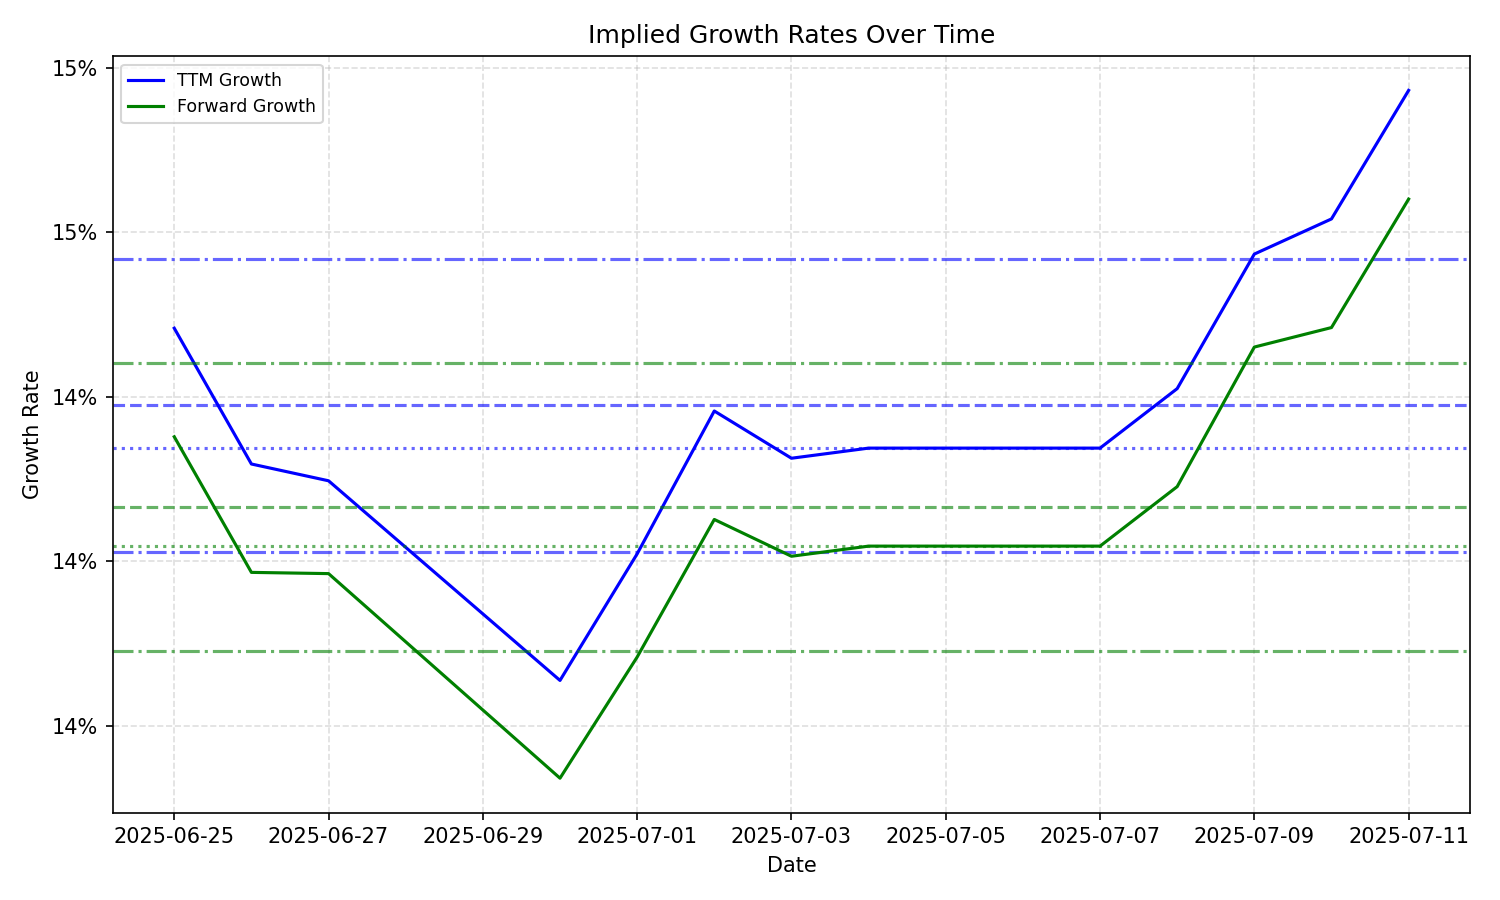 Implied Growth Rates Over Time
TTM Growth
Forward Growth
15%
15%
14%
14%
14%
Growth Rate
2025-06-25 2025-06-27 2025-06-29 2025-07-01 2025-07-03 2025-07-05 2025-07-07 2025-07-09 2025-07-11
Date